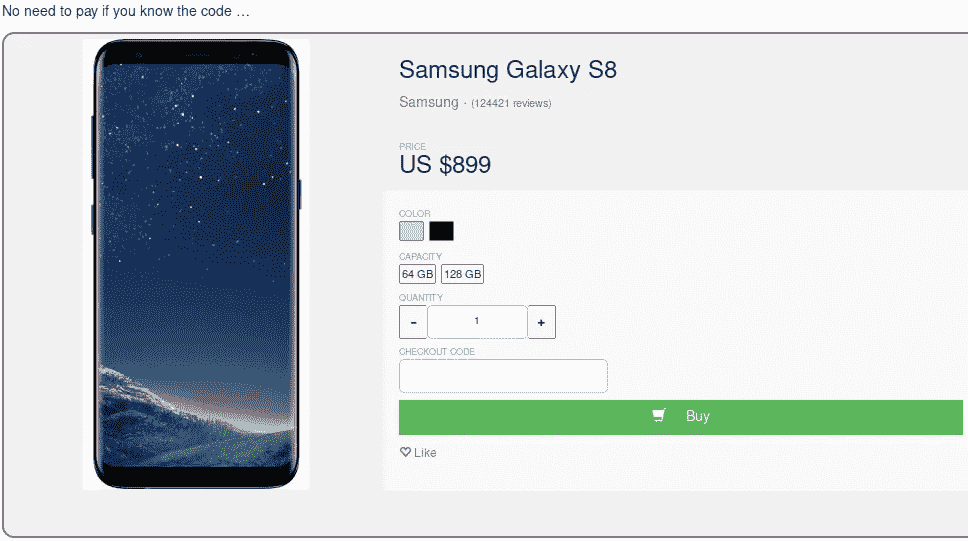 No need to pay if you know the code …
Samsung Galaxy S8
Samsung · (124421 reviews)
PRICE
US $899
COLOR
CAPACITY
64 GB 128 GB
QUANTITY
- 1 +
CHECKOUT CODE
Buy
Like